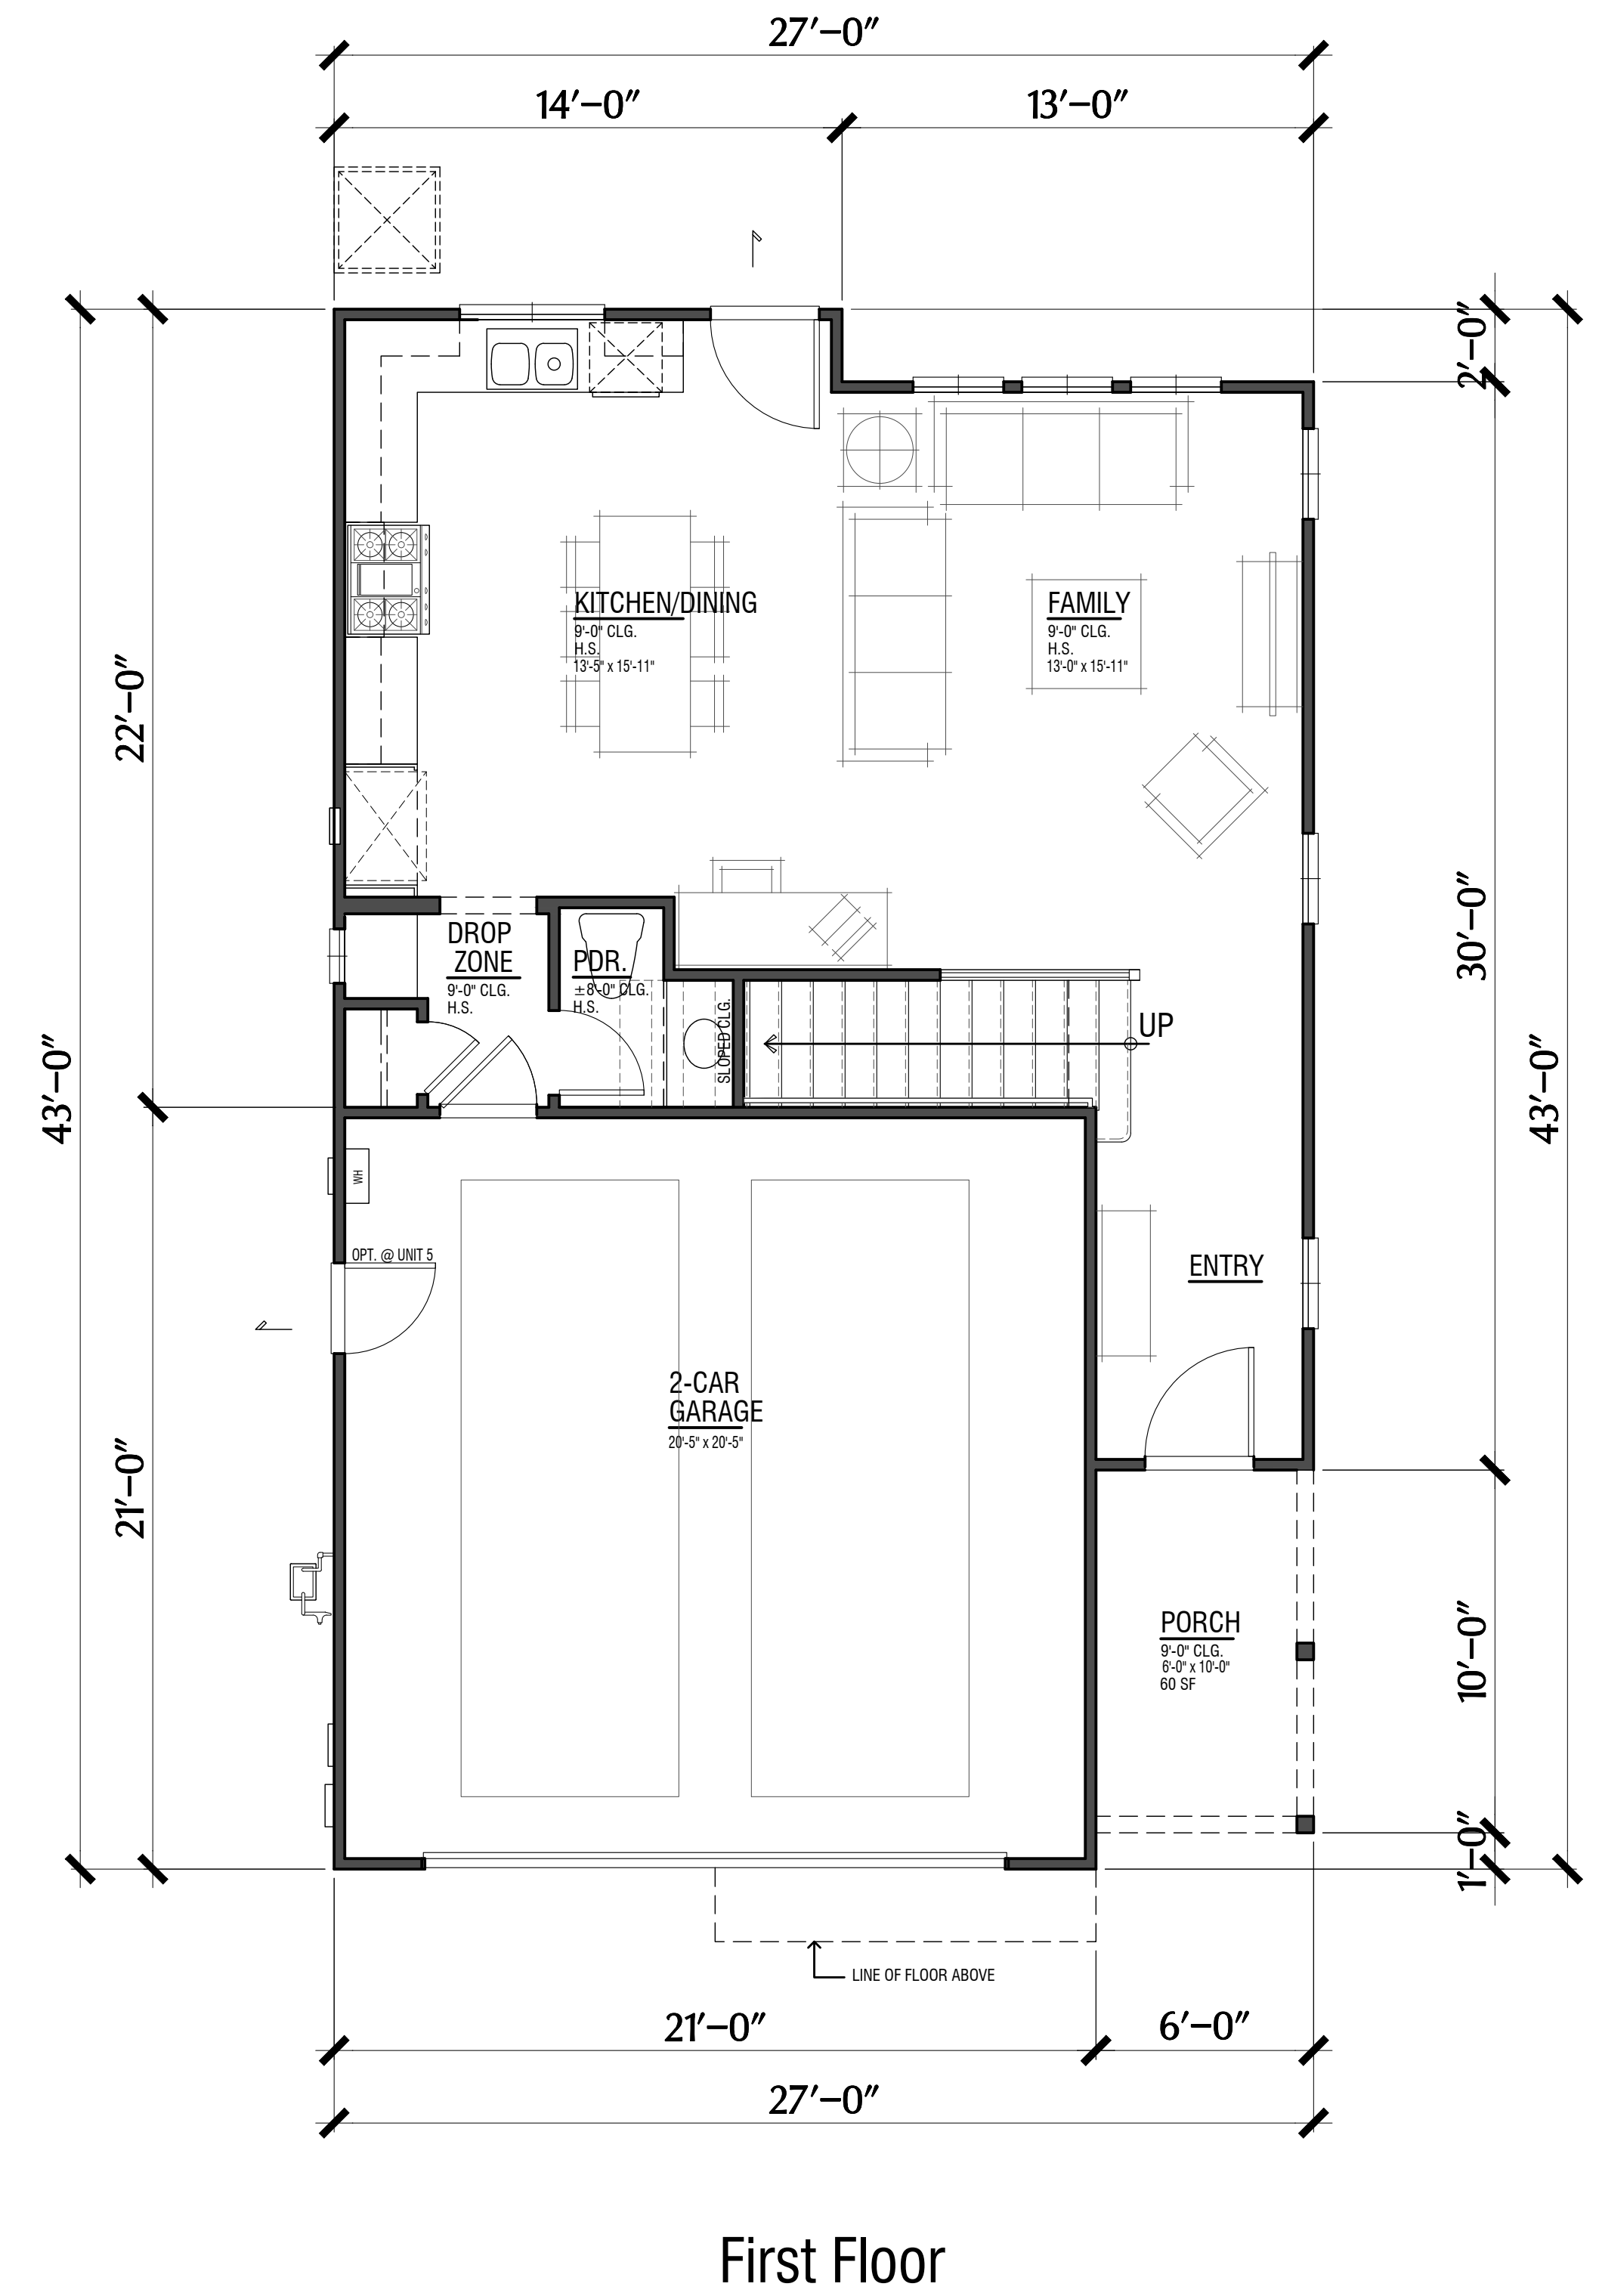 27'-0"
14'-0"
13'-0"
2'-0"
22'-0"
43'-0"
21'-0"
30'-0"
43'-0"
10'-0"
1'-0"
KITCHEN/DINING
9'-0" CLG.
H.S.
13'-5" x 15'-11"
FAMILY
9'-0" CLG.
H.S.
13'-0" x 15'-11"
DROP
ZONE
9'-0" CLG.
H.S.
PDR.
±8'-0" CLG.
H.S.
SLOPED CLG.
UP
WH
OPT. @ UNIT 5
ENTRY
2-CAR
GARAGE
20'-5" x 20'-5"
PORCH
9'-0" CLG.
6'-0" x 10'-0"
60 SF
LINE OF FLOOR ABOVE
21'-0"
6'-0"
27'-0"
First Floor